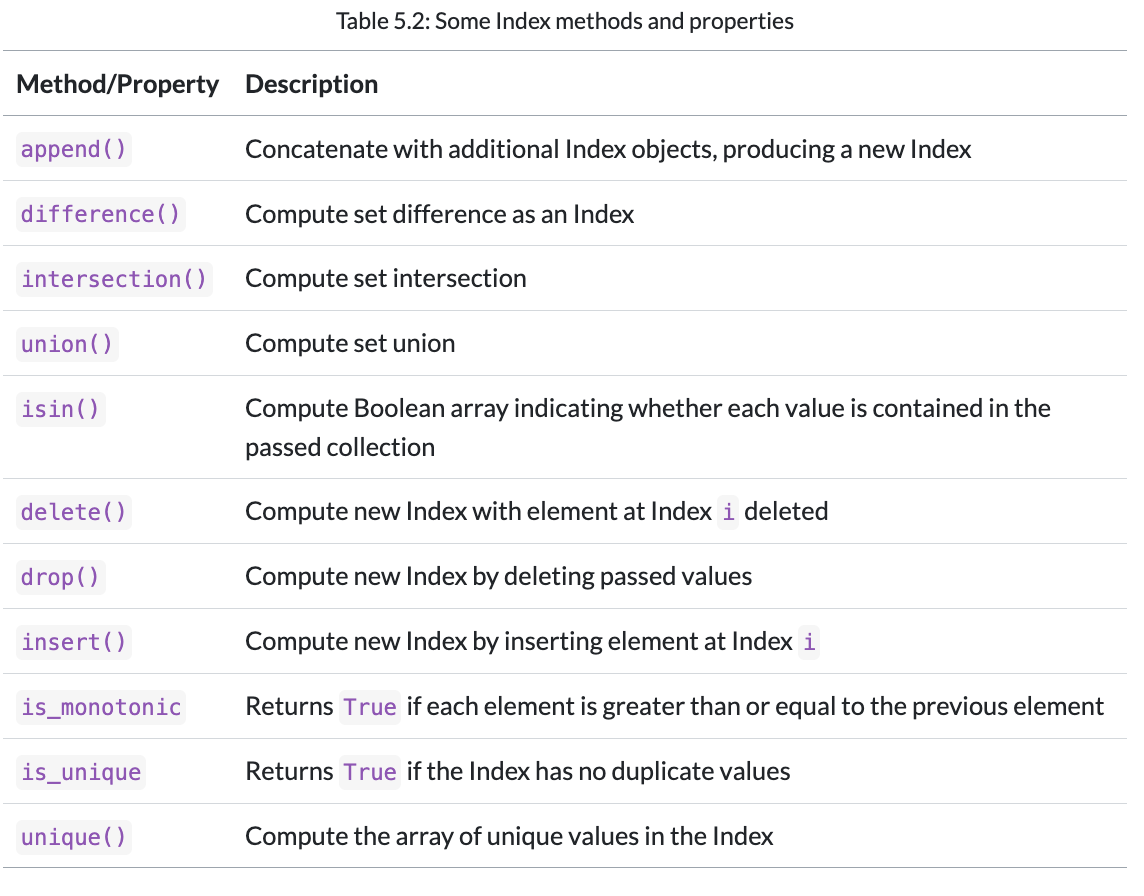 Table 5.2: Some Index methods and properties
Method/Property Description
append() Concatenate with additional Index objects, producing a new Index
difference() Compute set difference as an Index
intersection() Compute set intersection
union() Compute set union
isin() Compute Boolean array indicating whether each value is contained in the
passed collection
delete() Compute new Index with element at Index i deleted
drop() Compute new Index by deleting passed values
insert() Compute new Index by inserting element at Index i
is_monotonic Returns True if each element is greater than or equal to the previous element
is_unique Returns True if the Index has no duplicate values
unique() Compute the array of unique values in the Index